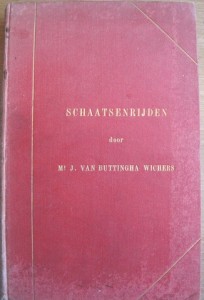 SCHAATSENRIJDEN
door
Mr J. VAN BUTTINGHA WICHERS